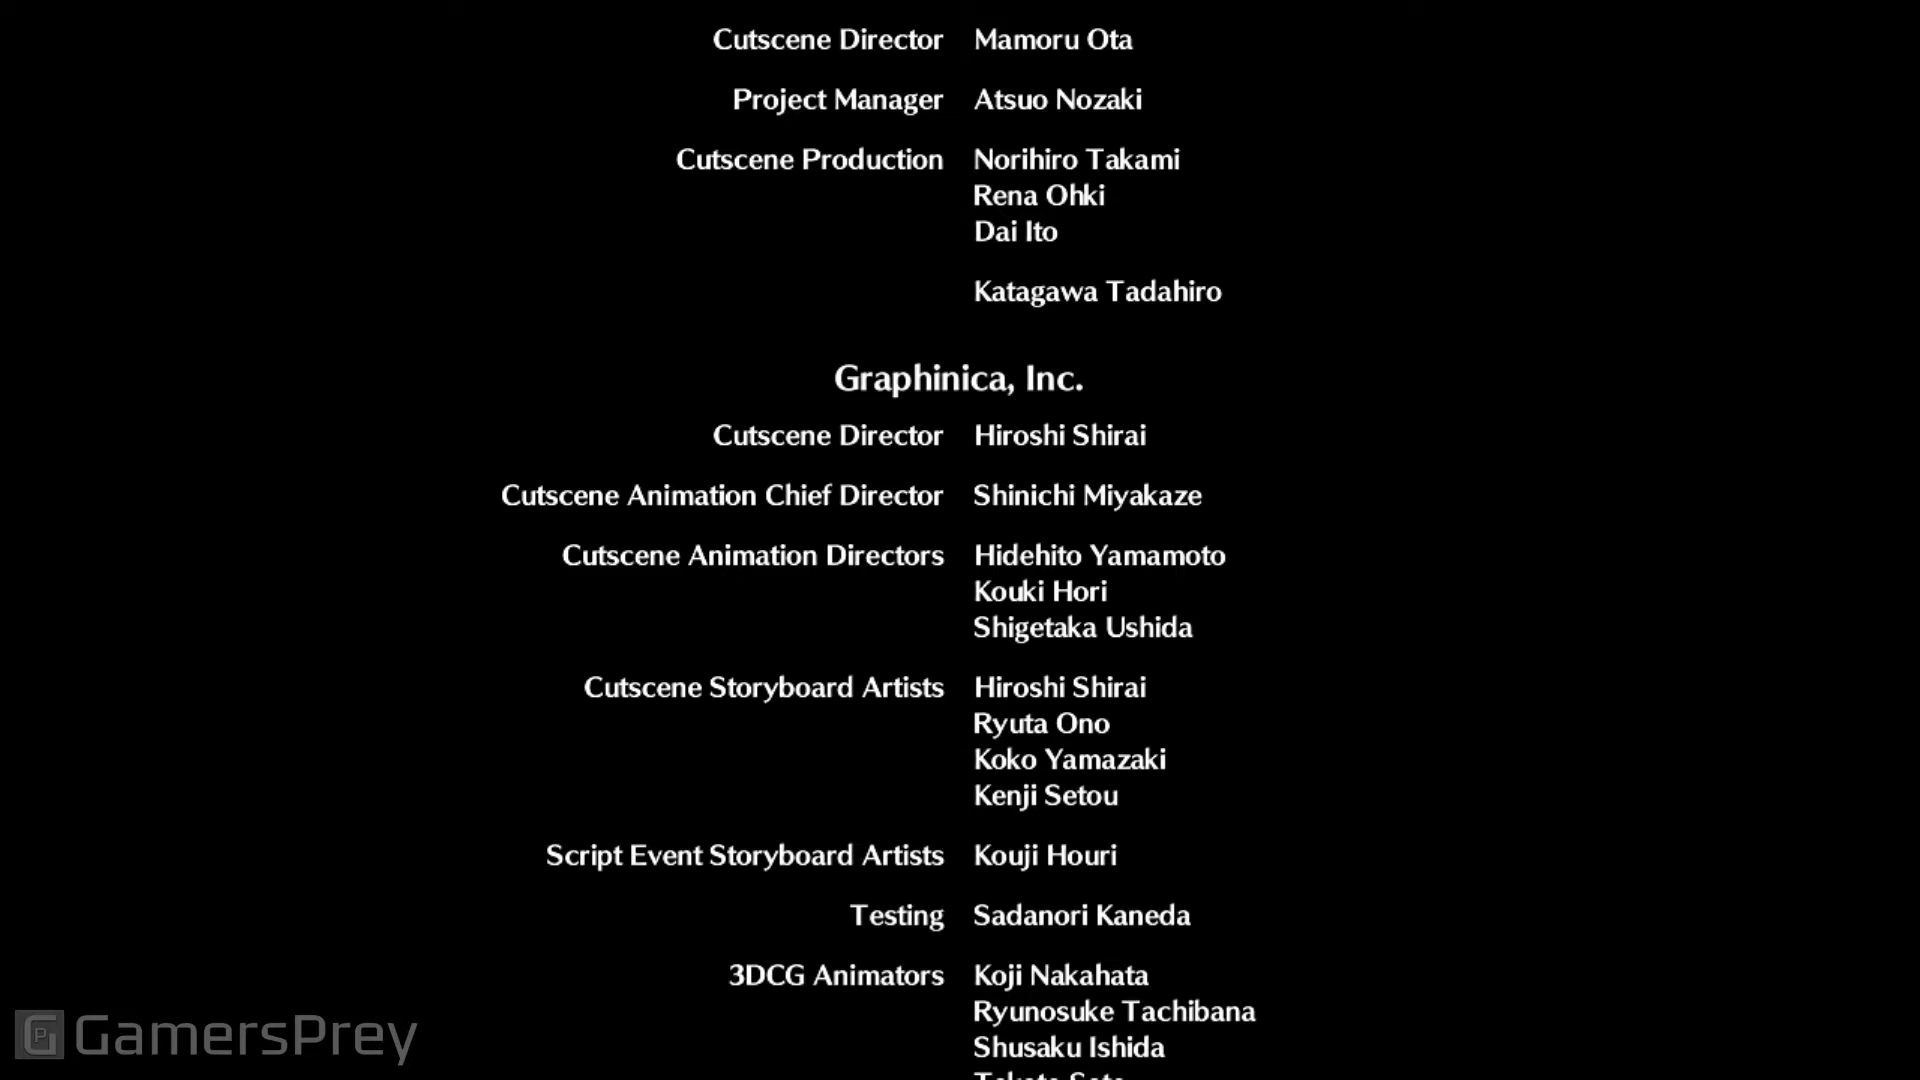 Cutscene Director Mamoru Ota
Project Manager Atsuo Nozaki
Cutscene Production Norihiro Takami
Rena Ohki
Dai Ito
Katagawa Tadahiro
Graphinica, Inc.
Cutscene Director Hiroshi Shirai
Cutscene Animation Chief Director Shinichi Miyakaze
Cutscene Animation Directors Hidehito Yamamoto
Kouki Hori
Shigetaka Ushida
Cutscene Storyboard Artists Hiroshi Shirai
Ryuta Ono
Koko Yamazaki
Kenji Setou
Script Event Storyboard Artists Kouji Houri
Testing Sadanori Kaneda
3DCG Animators Koji Nakahata
Ryunosuke Tachibana
Shusaku Ishida
GamersPrey